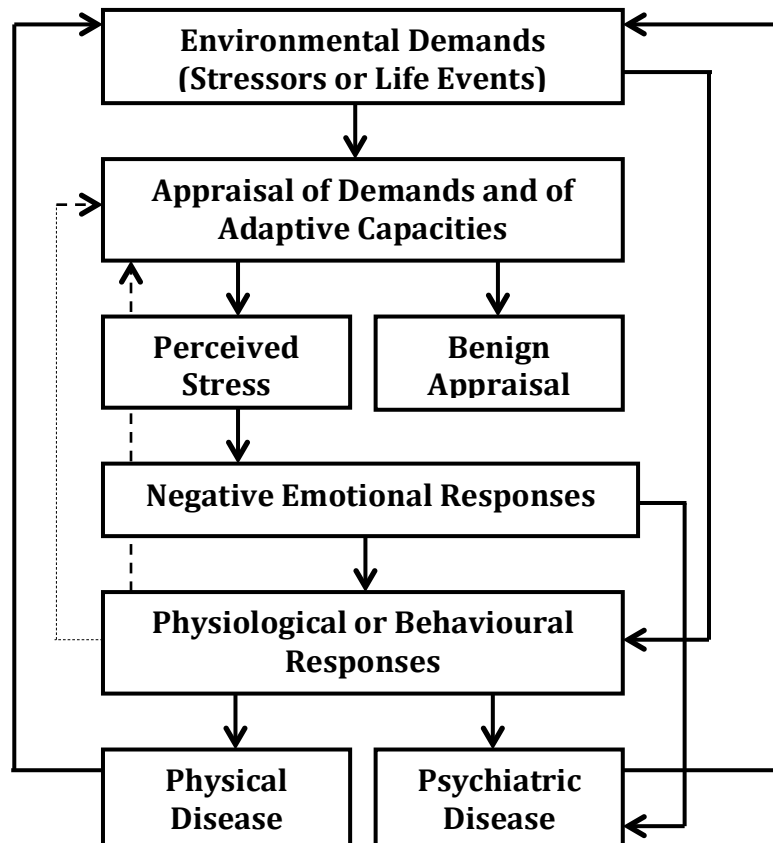 Environmental Demands
(Stressors or Life Events)
Appraisal of Demands and of
Adaptive Capacities
Perceived
Stress
Benign
Appraisal
Negative Emotional Responses
Physiological or Behavioural
Responses
Physical
Disease
Psychiatric
Disease